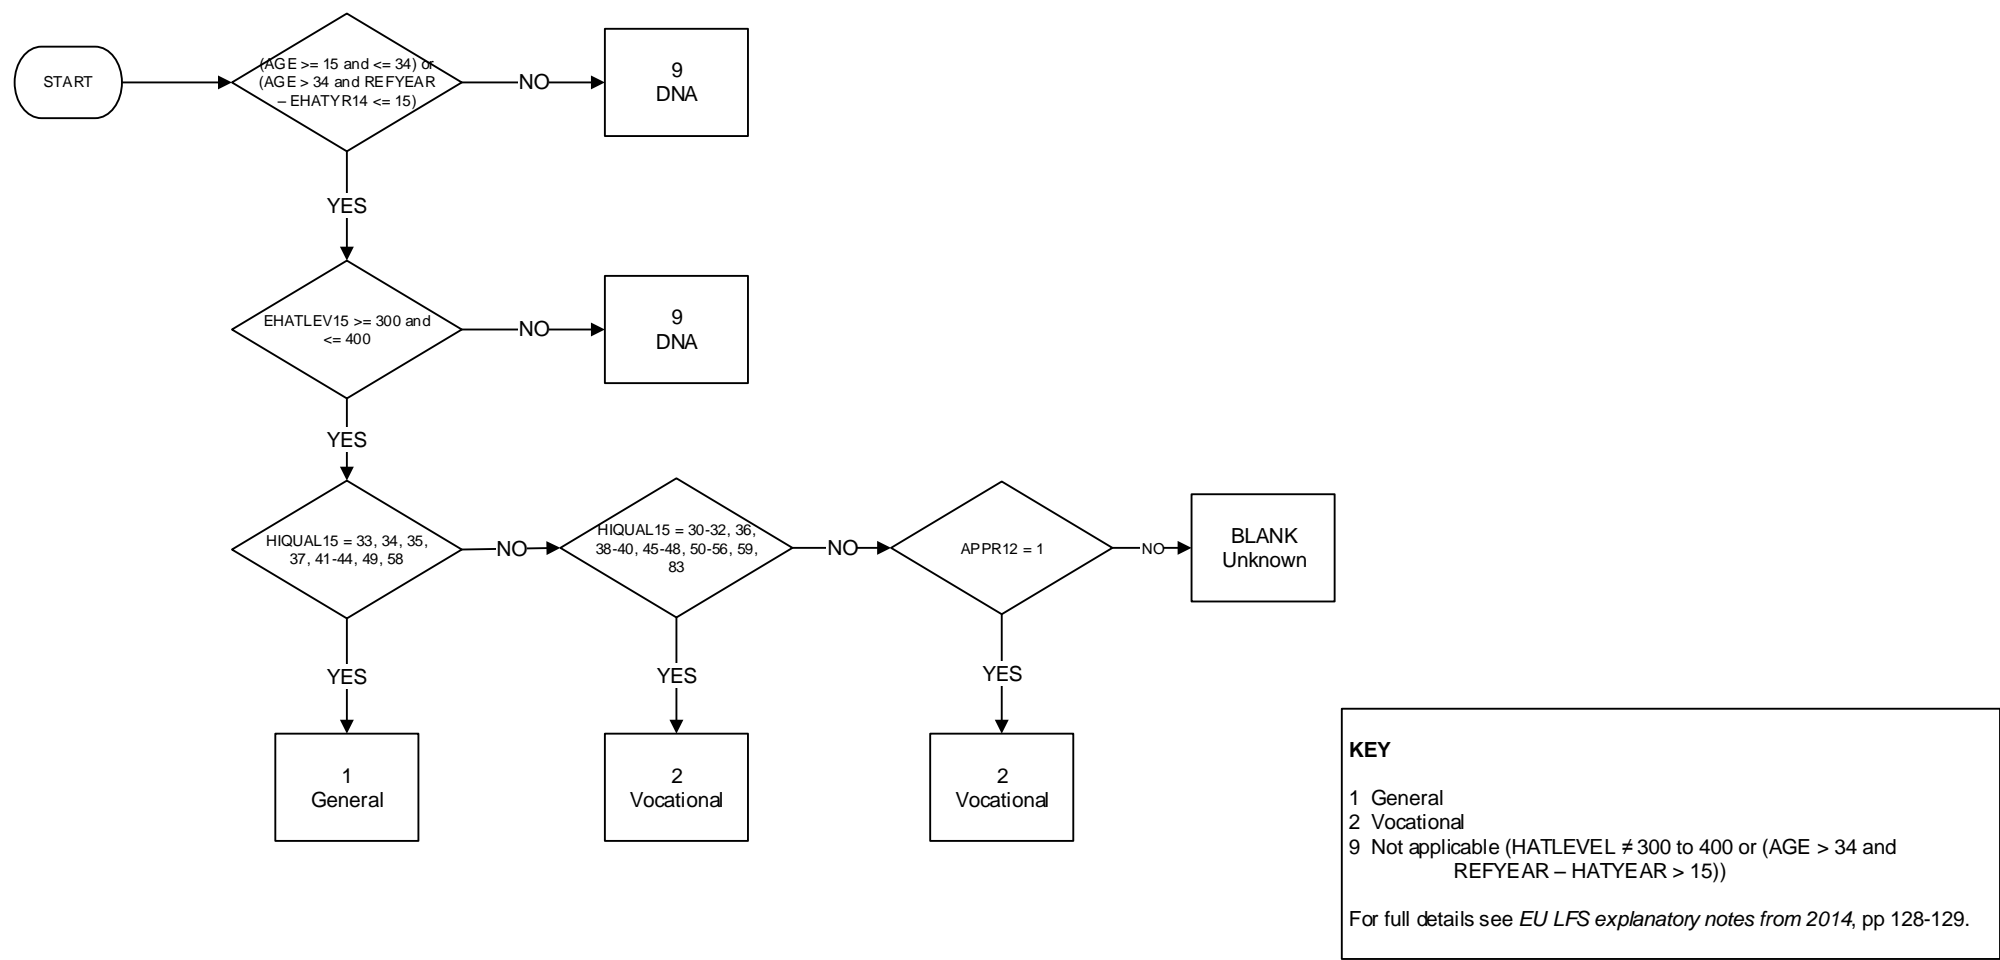 START
(AGE >= 15 and <= 34) or
(AGE > 34 and REFYEAR
– EHATYR14 <= 15)
NO
9
DNA
YES
EHATLEV15 >= 300 and
<= 400
NO
9
DNA
YES
HIQUAL15 = 33, 34, 35,
37, 41-44, 49, 58
NO
HIQUAL15 = 30-32, 36,
38-40, 45-48, 50-56, 59,
83
NO
APPR12 = 1
NO
BLANK
Unknown
YES
YES
YES
1
General
2
Vocational
2
Vocational
KEY
1 General
2 Vocational
9 Not applicable (HATLEVEL ≠ 300 to 400 or (AGE > 34 and
REFYEAR – HATYEAR > 15))
For full details see EU LFS explanatory notes from 2014, pp 128-129.